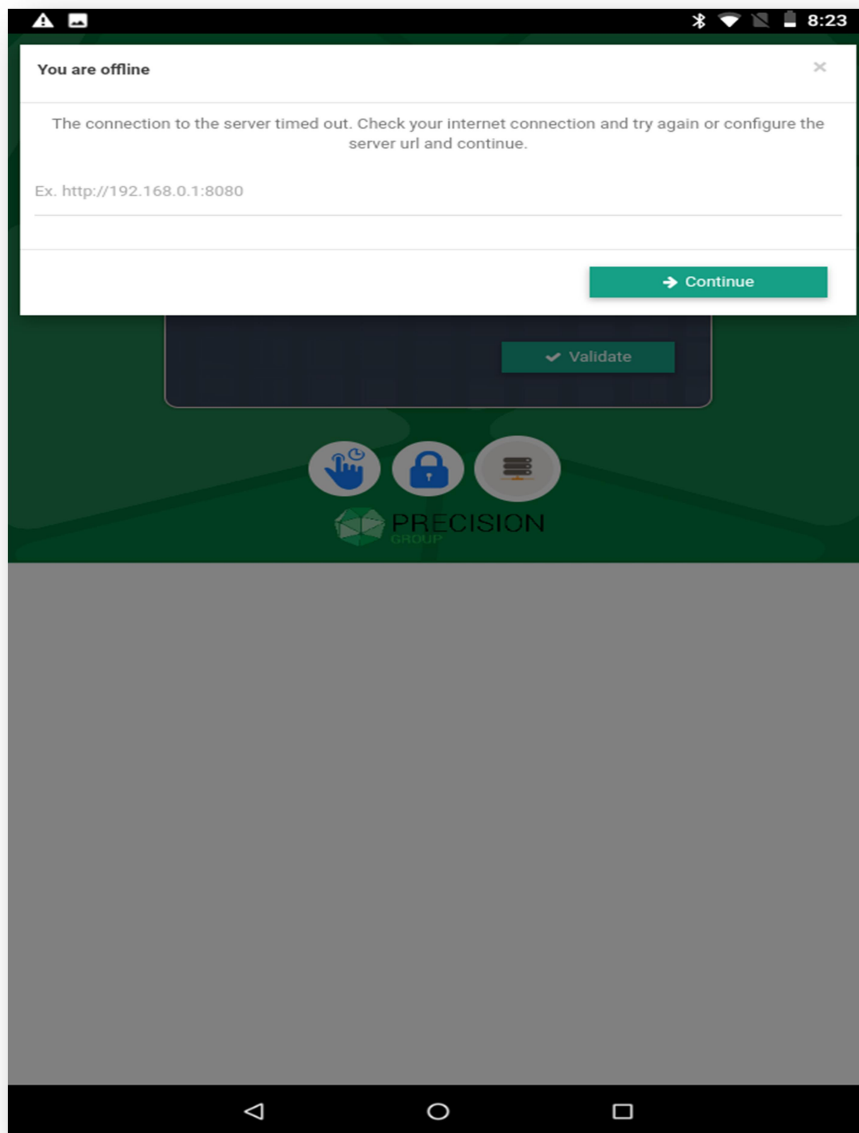 8:23
You are offline
×
The connection to the server timed out. Check your internet connection and try again or configure the
server url and continue.
Ex. http://192.168.0.1:8080
Continue
Validate
PRECISION
GROUP